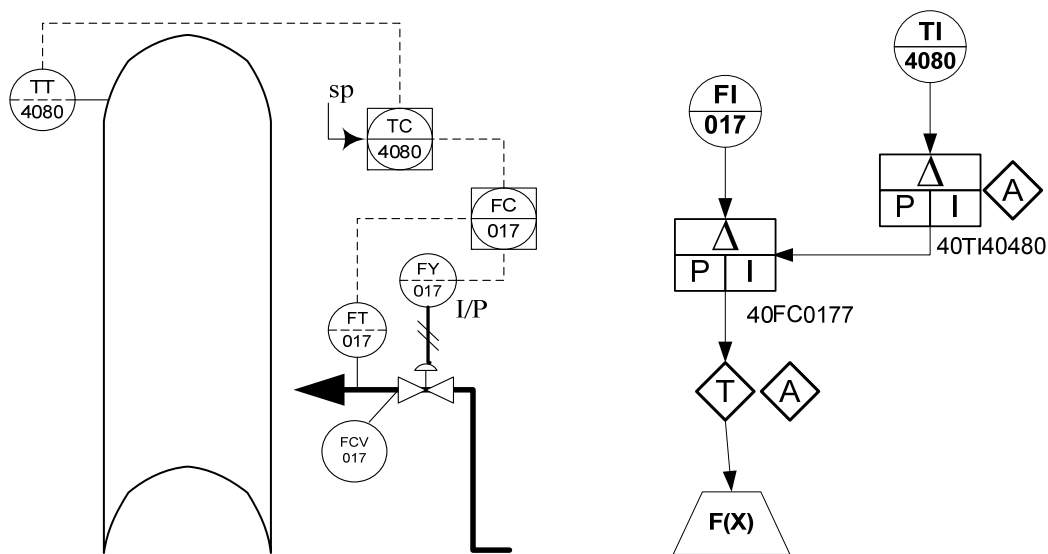 TT
4080
sp
TC
4080
FC
017
FY
017
I/P
FT
017
FCV
017
TI
4080
FI
017
Δ
P I
A
40TI40480
Δ
P I
40FC0177
T
A
F(X)